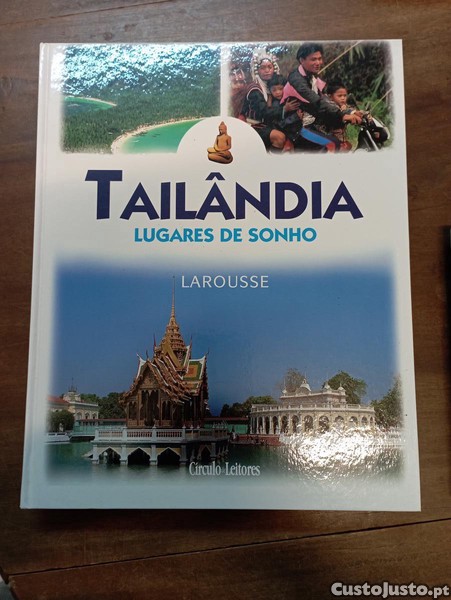 TAILÂNDIA
LUGARES DE SONHO
LAROUSSE
Círculo Leitores
CustoJusto.pt